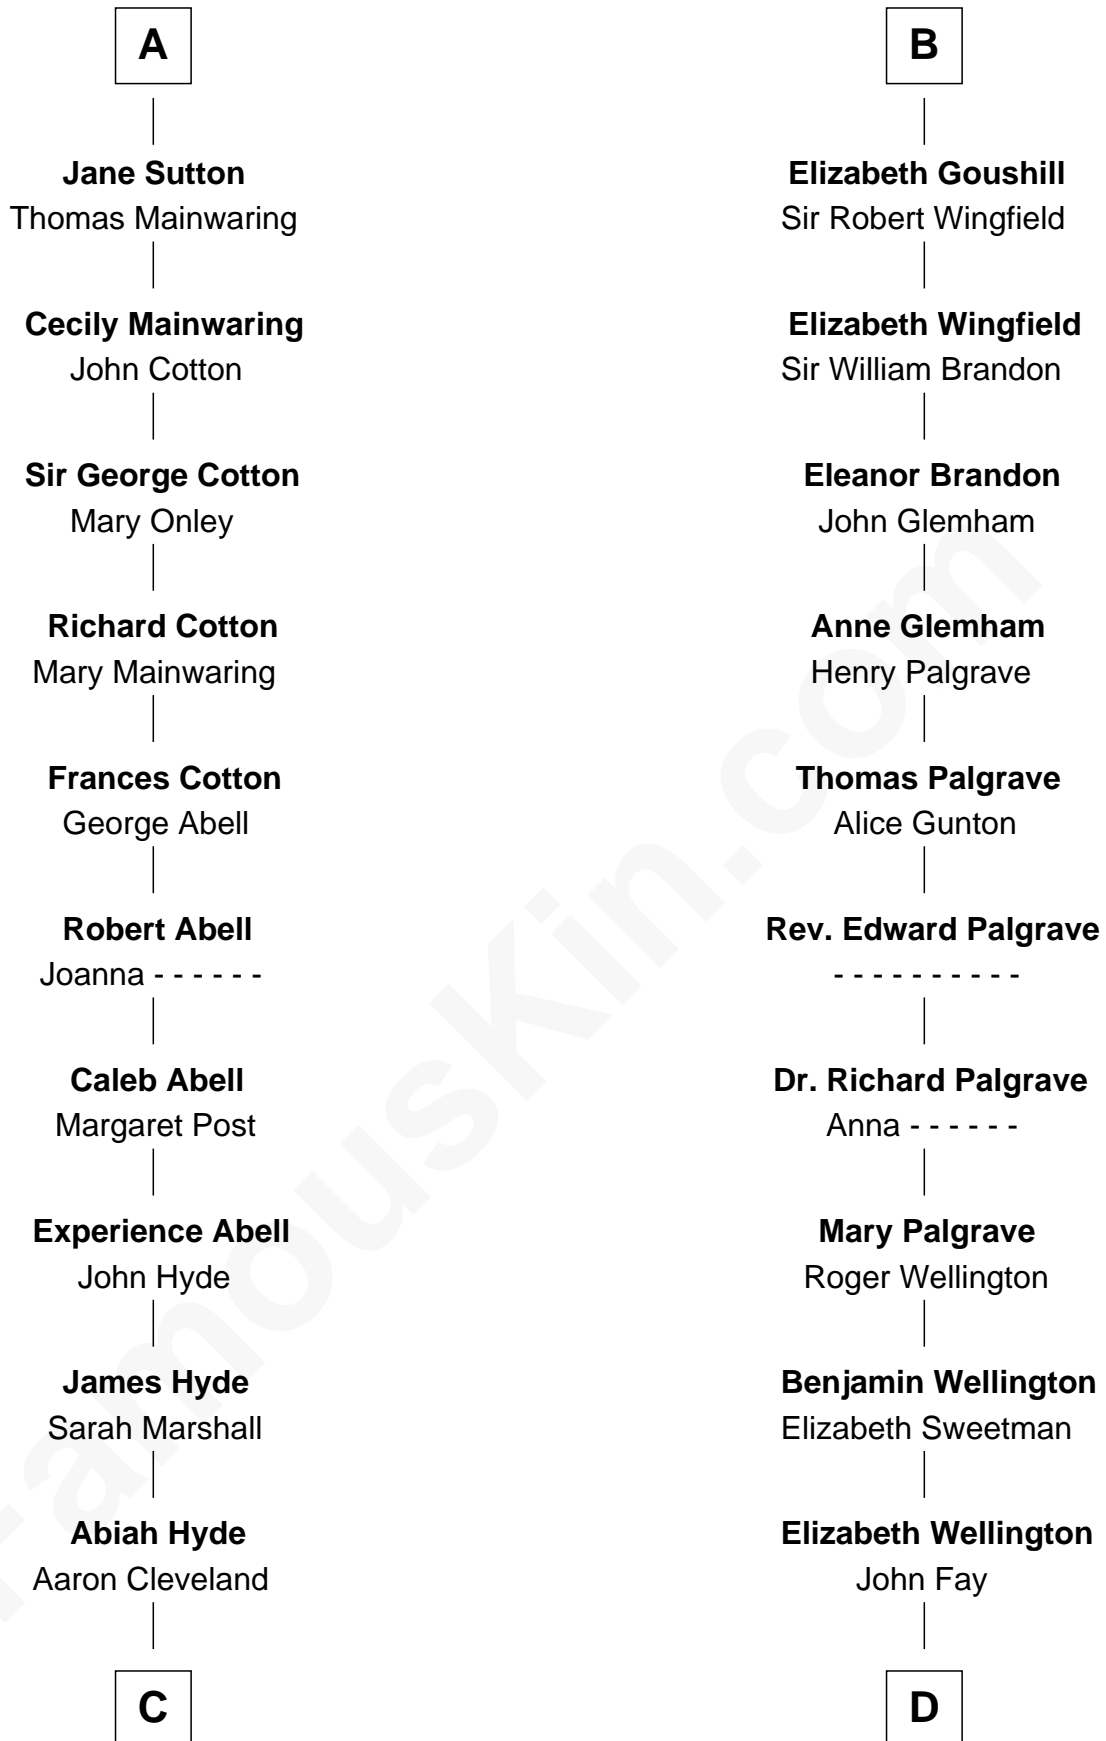 A
Jane Sutton
Thomas Mainwaring
Cecily Mainwaring
John Cotton
Sir George Cotton
Mary Onley
Richard Cotton
Mary Mainwaring
Frances Cotton
George Abell
Robert Abell
Joanna - - - - - -
Caleb Abell
Margaret Post
Experience Abell
John Hyde
James Hyde
Sarah Marshall
Abiah Hyde
Aaron Cleveland
C
B
Elizabeth Goushill
Sir Robert Wingfield
Elizabeth Wingfield
Sir William Brandon
Eleanor Brandon
John Glemham
Anne Glemham
Henry Palgrave
Thomas Palgrave
Alice Gunton
Rev. Edward Palgrave
- - - - - - - - - -
Dr. Richard Palgrave
Anna - - - - - -
Mary Palgrave
Roger Wellington
Benjamin Wellington
Elizabeth Sweetman
Elizabeth Wellington
John Fay
D
FamousKin.com